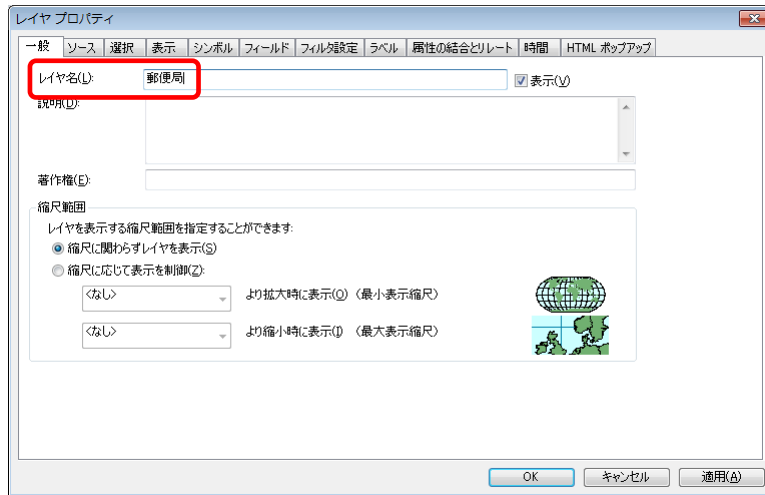 レイヤ プロパティ
一般 ソース 選択 表示 シンボル フィールド フィルタ設定 ラベル 属性の結合とリレート 時間 HTML ポップアップ
レイヤ名(L): 郵便局 表示(V)
説明(D):
著作権(E):
縮尺範囲
レイヤを表示する縮尺範囲を指定することができます:
縮尺に関わらずレイヤを表示(S)
縮尺に応じて表示を制御(Z):
<なし> より拡大時に表示(O) (最小表示縮尺)
<なし> より縮小時に表示(I) (最大表示縮尺)
OK キャンセル 適用(A)